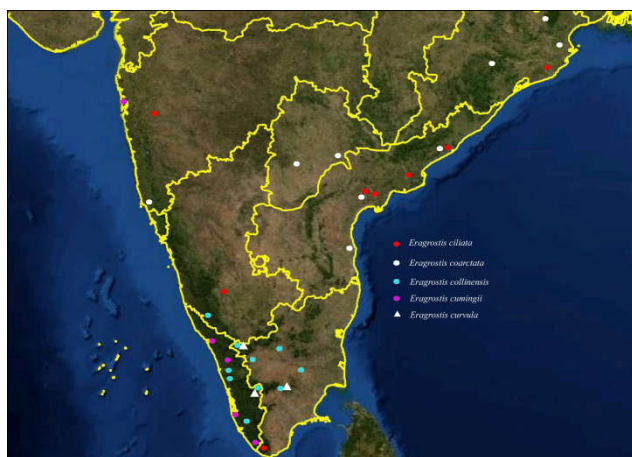 Eragrostis ciliata
Eragrostis coarctata
Eragrostis collinensis
Eragrostis cumingii
Eragrostis curvula